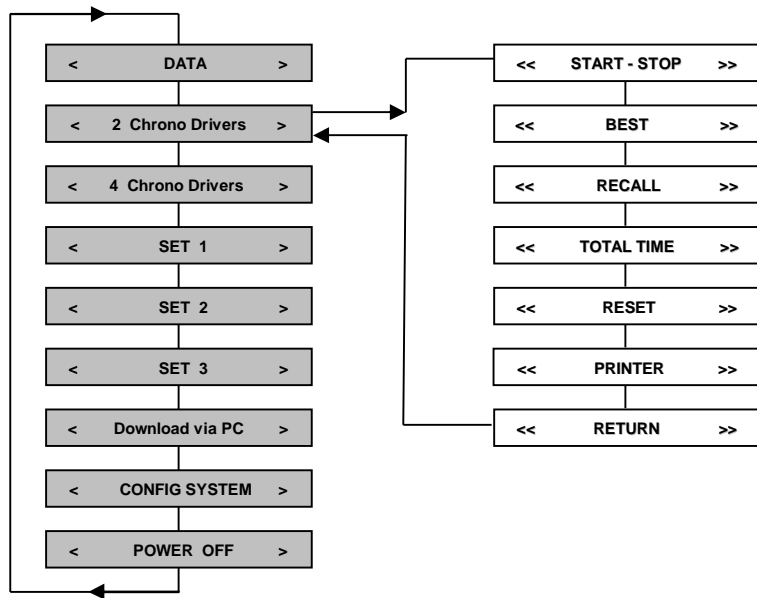 < DATA >
< 2 Chrono Drivers >
< 4 Chrono Drivers >
< SET 1 >
< SET 2 >
< SET 3 >
< Download via PC >
< CONFIG SYSTEM >
< POWER OFF >
<< START - STOP >>
<< BEST >>
<< RECALL >>
<< TOTAL TIME >>
<< RESET >>
<< PRINTER >>
<< RETURN >>